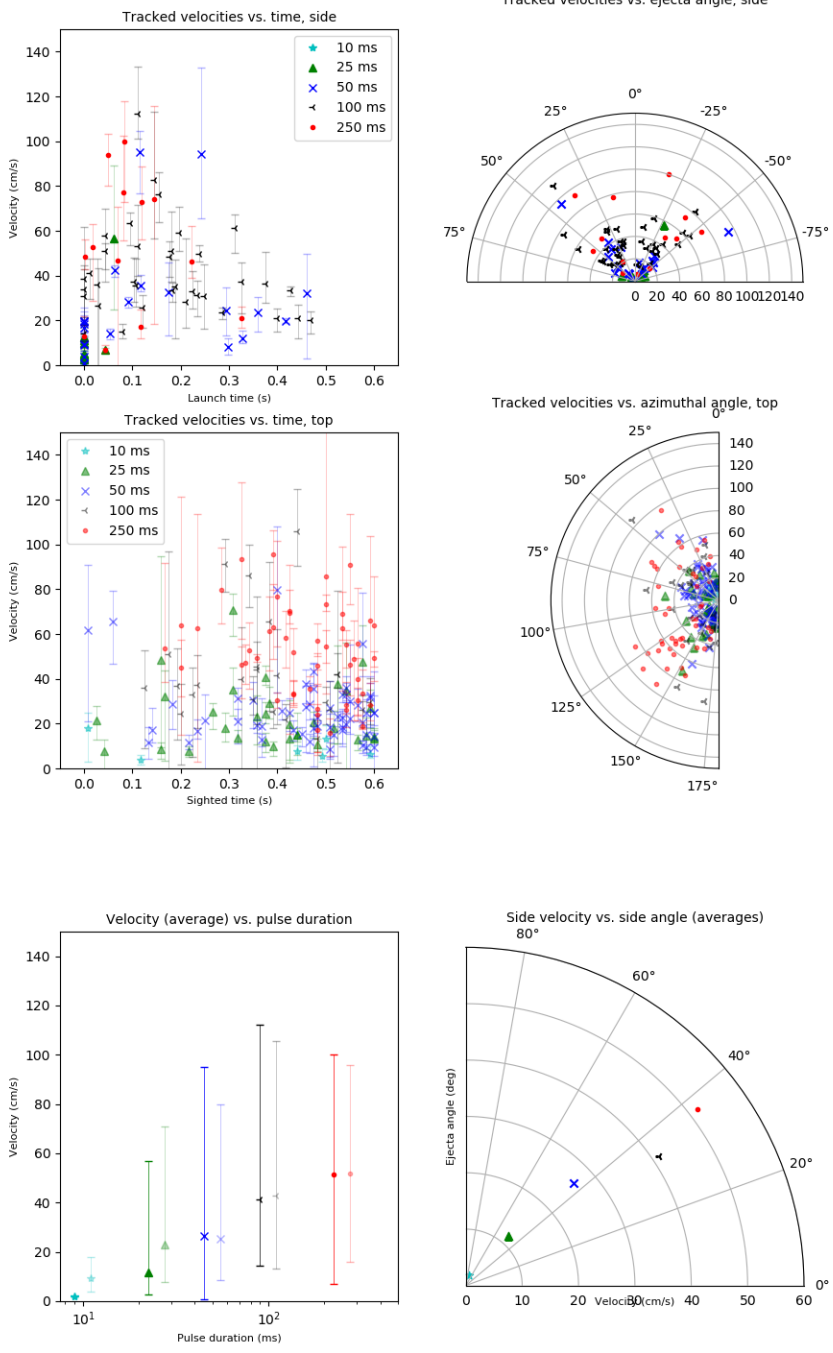 Tracked velocities vs. time, side
Tracked velocities vs. ejecta angle, side
140
120
100
80
60
40
20
0
Velocity (cm/s)
10 ms
25 ms
50 ms
100 ms
250 ms
0.0 0.1 0.2 0.3 0.4 0.5 0.6
Launch time (s)
0°
25°
-25°
50°
-50°
75°
-75°
0 20 40 60 80 100 120 140
Tracked velocities vs. time, top
Tracked velocities vs. azimuthal angle, top
140
120
100
80
60
40
20
0
Velocity (cm/s)
10 ms
25 ms
50 ms
100 ms
250 ms
0.0 0.1 0.2 0.3 0.4 0.5 0.6
Sighted time (s)
0°
25°
50°
75°
100°
125°
150°
175°
140
120
100
80
60
40
20
0
Velocity (average) vs. pulse duration
Side velocity vs. side angle (averages)
140
120
100
80
60
40
20
0
Velocity (cm/s)
10¹ 10²
Pulse duration (ms)
80°
60°
40°
20°
0°
Ejecta angle (deg)
0 10 20 30 40 50 60
Velocity (cm/s)